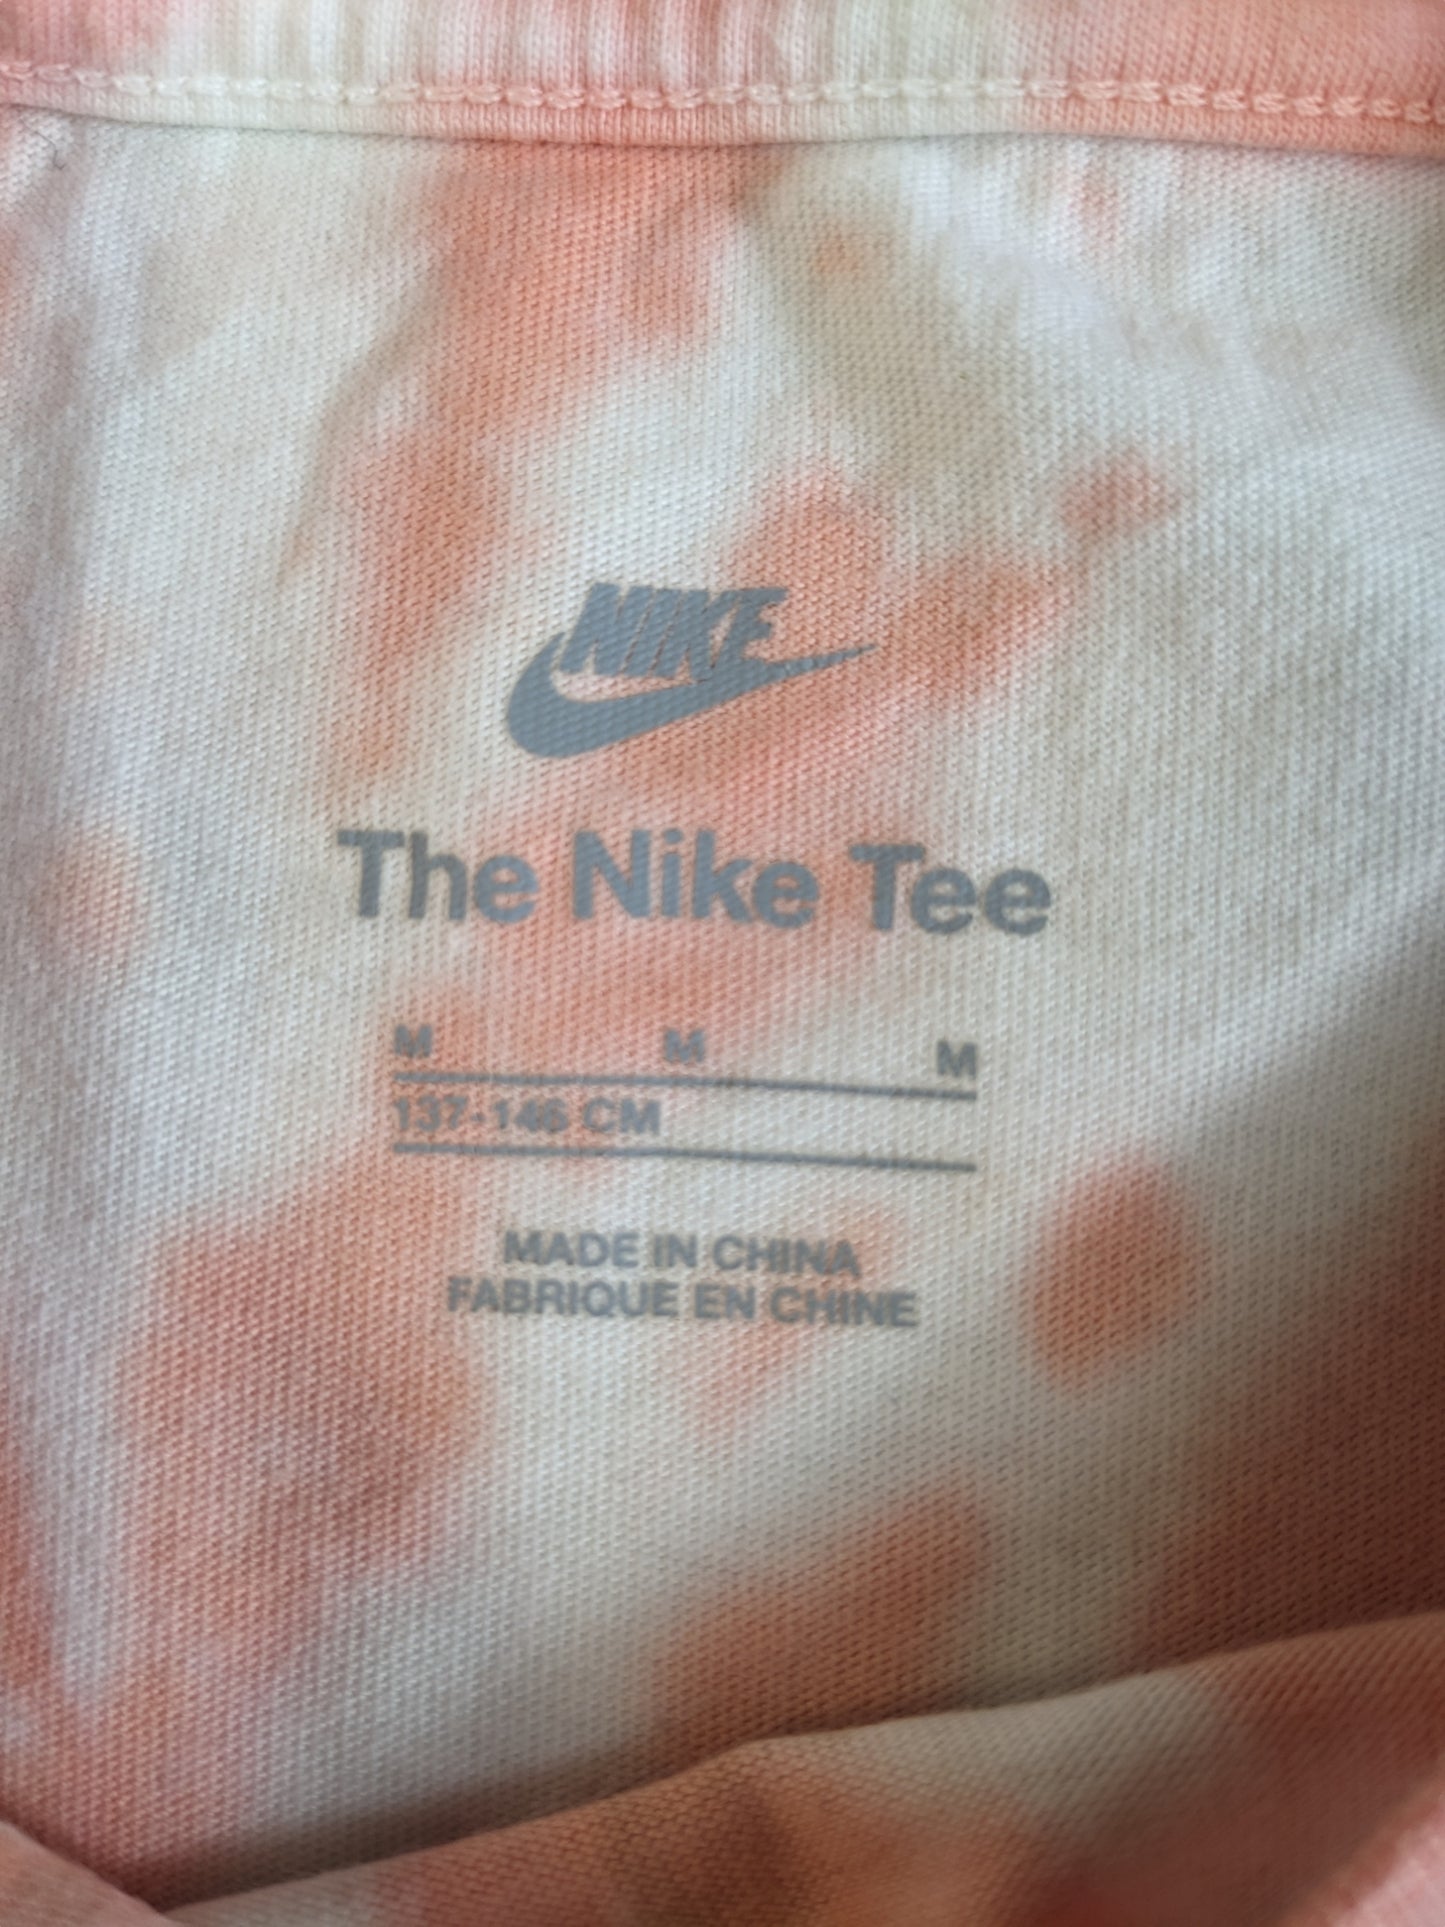 NIKE
The Nike Tee
M M M
137-146 CM
MADE IN CHINA
FABRIQUE EN CHINE